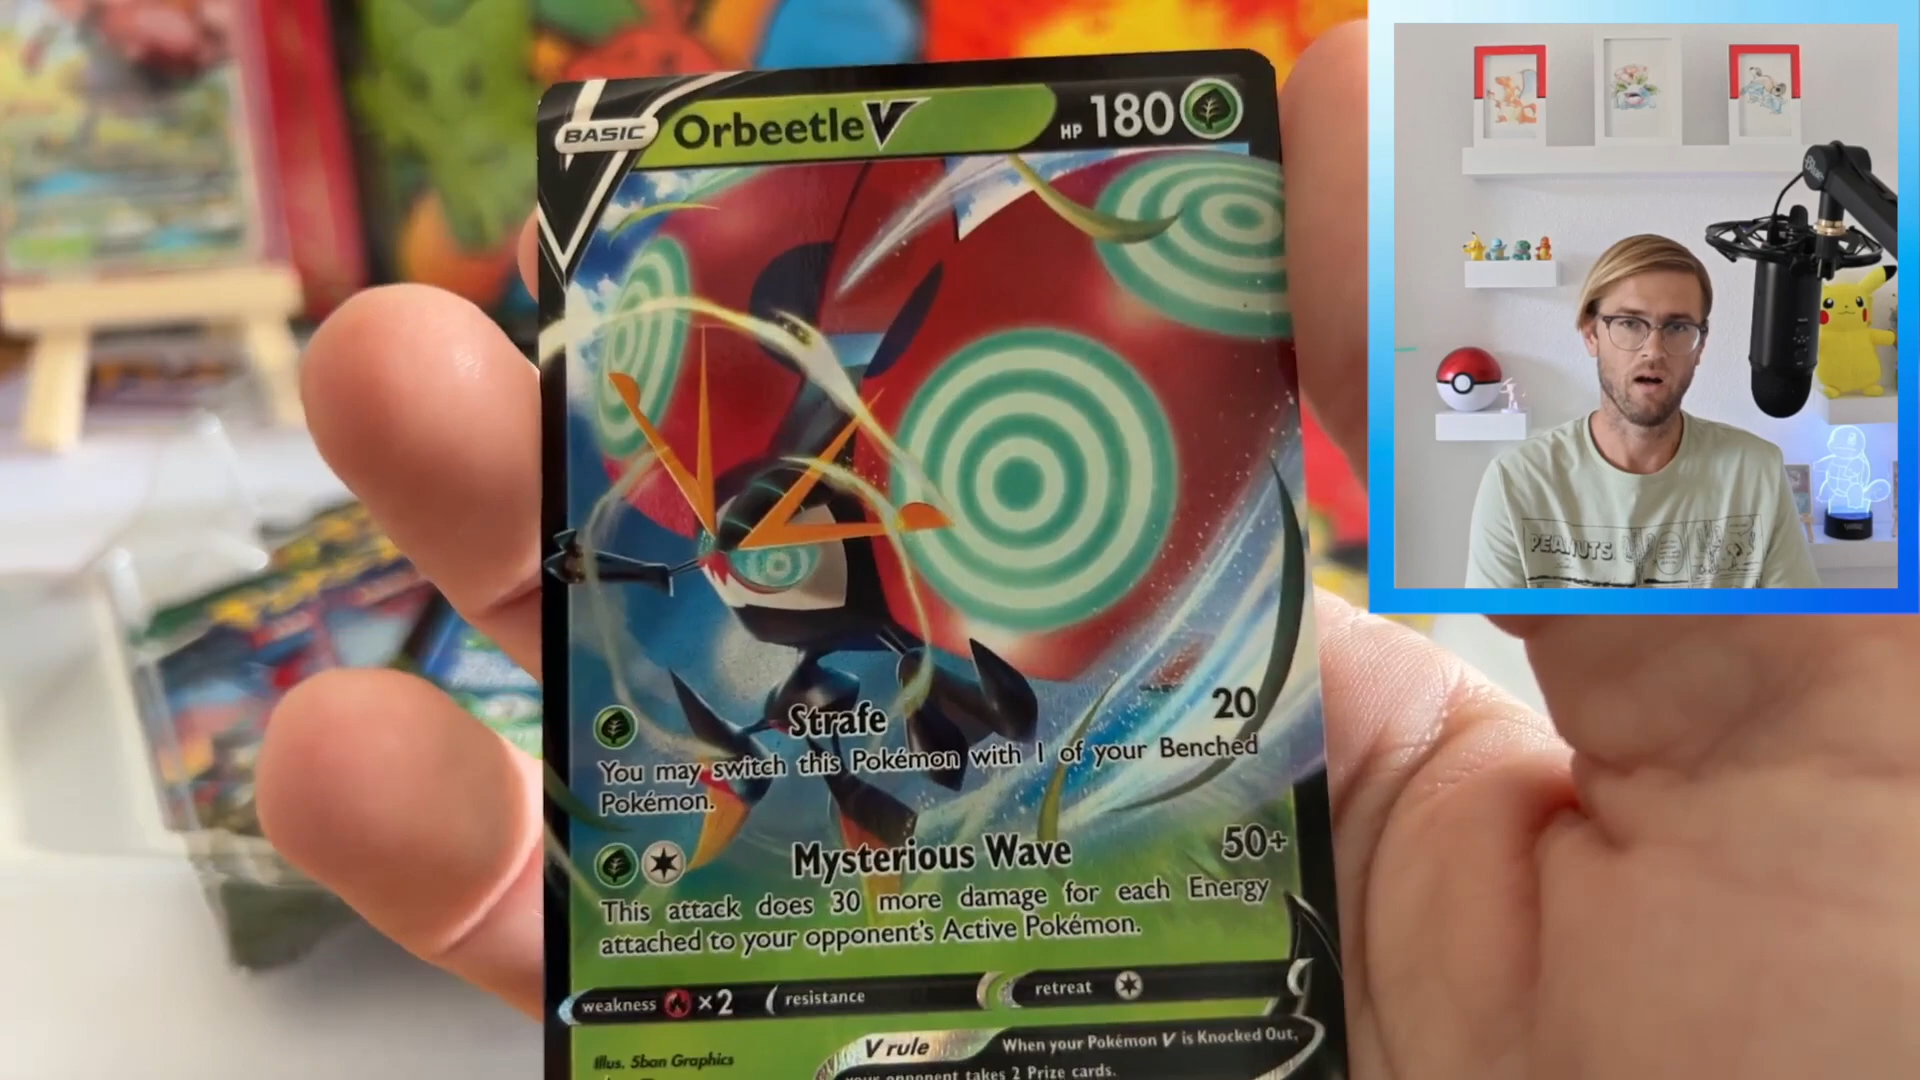 BASIC
Orbeetle V
HP 180
Strafe 20
You may switch this Pokémon with 1 of your Benched
Pokémon.
Mysterious Wave 50+
This attack does 30 more damage for each Energy
attached to your opponent's Active Pokémon.
weakness ×2 resistance retreat
Illus. 5ban Graphics
V rule When your Pokémon V is Knocked Out,
your opponent takes 2 Prize cards.
PEANUTS